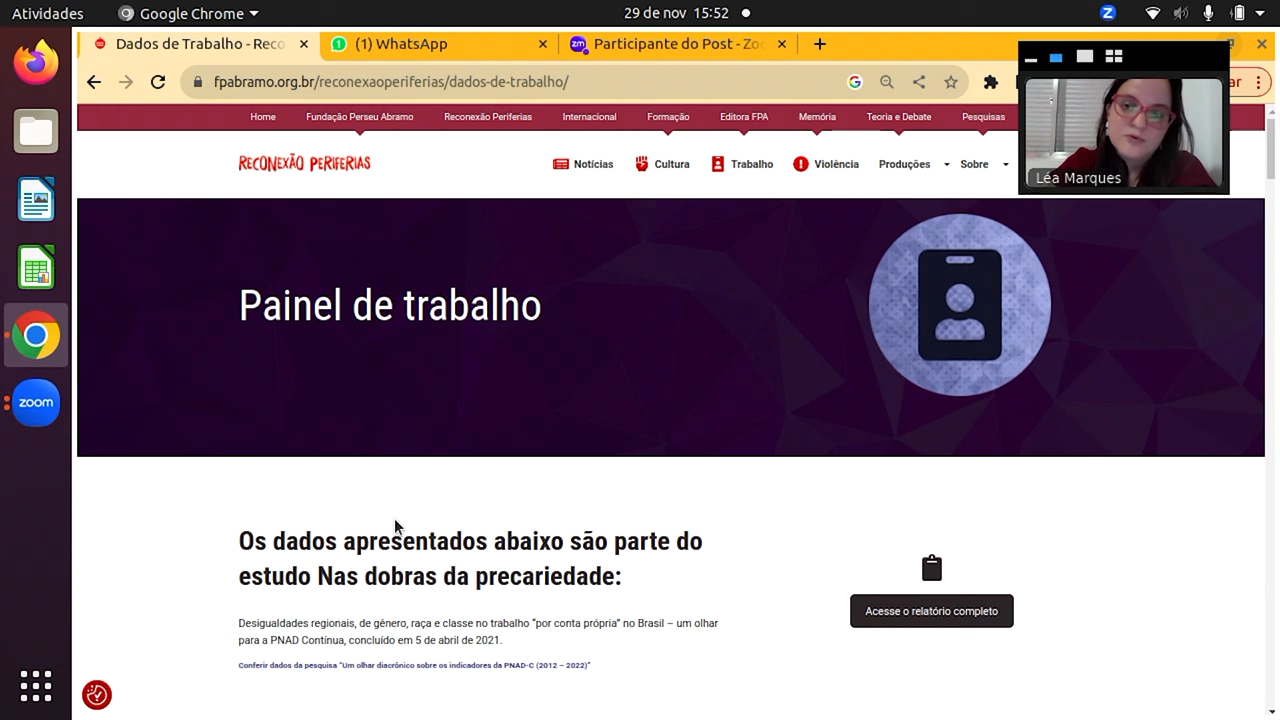 Atividades
Google Chrome
29 de nov 15:52
Dados de Trabalho - Reco
(1) WhatsApp
zm
Participante do Post - Zo
fpabramo.org.br/reconexaoperiferias/dados-de-trabalho/
ar
Home
Fundação Perseu Abramo
Reconexão Periferias
Internacional
Formação
Editora FPA
Memória
Teoria e Debate
Pesquisas
Léa Marques
RECONEXÃO PERIFERIAS
Notícias
Cultura
Trabalho
Violência
Produções
Sobre
Painel de trabalho
zoom
Os dados apresentados abaixo são parte do
estudo Nas dobras da precariedade:
Acesse o relatório completo
Desigualdades regionais, de gênero, raça e classe no trabalho “por conta própria” no Brasil – um olhar
para a PNAD Contínua, concluído em 5 de abril de 2021.
Conferir dados da pesquisa “Um olhar diacrônico sobre os indicadores da PNAD-C (2012 – 2022)”